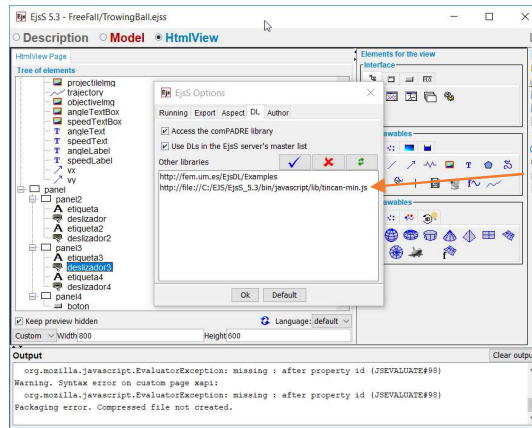 EjsS 5.3 - FreeFall/TrowingBall.ejss
Description Model HtmlView
HtmlView Page
Tree of elements
projectileImg
trajectory
objectiveImg
angleTextBox
speedTextBox
angleText
speedText
angleLabel
speedLabel
vx
vy
panel
panel2
etiqueta
deslizador
etiqueta2
deslizador2
panel3
etiqueta3
deslizador3
etiqueta4
deslizador4
panel4
boton
Keep preview hidden
Language: default
Custom Width 800 Height 600
Elements for the view
Interface
awables
awables
EjsS Options
Running Export Aspect DL Author
Access the comPADRE library
Use DLs in the EjsS server's master list
Other libraries
http://fem.um.es/EjsDL/Examples
http://file://C:/EJS/EjsS_5.3/bin/javascript/lib/tincan-min.js
Ok Default
Output
Clear outpu
org.mozilla.javascript.EvaluatorException: missing : after property id (JSEVALUATE#98)
Warning. Syntax error on custom page xapi:
org.mozilla.javascript.EvaluatorException: missing : after property id (JSEVALUATE#98)
Packaging error. Compressed file not created.